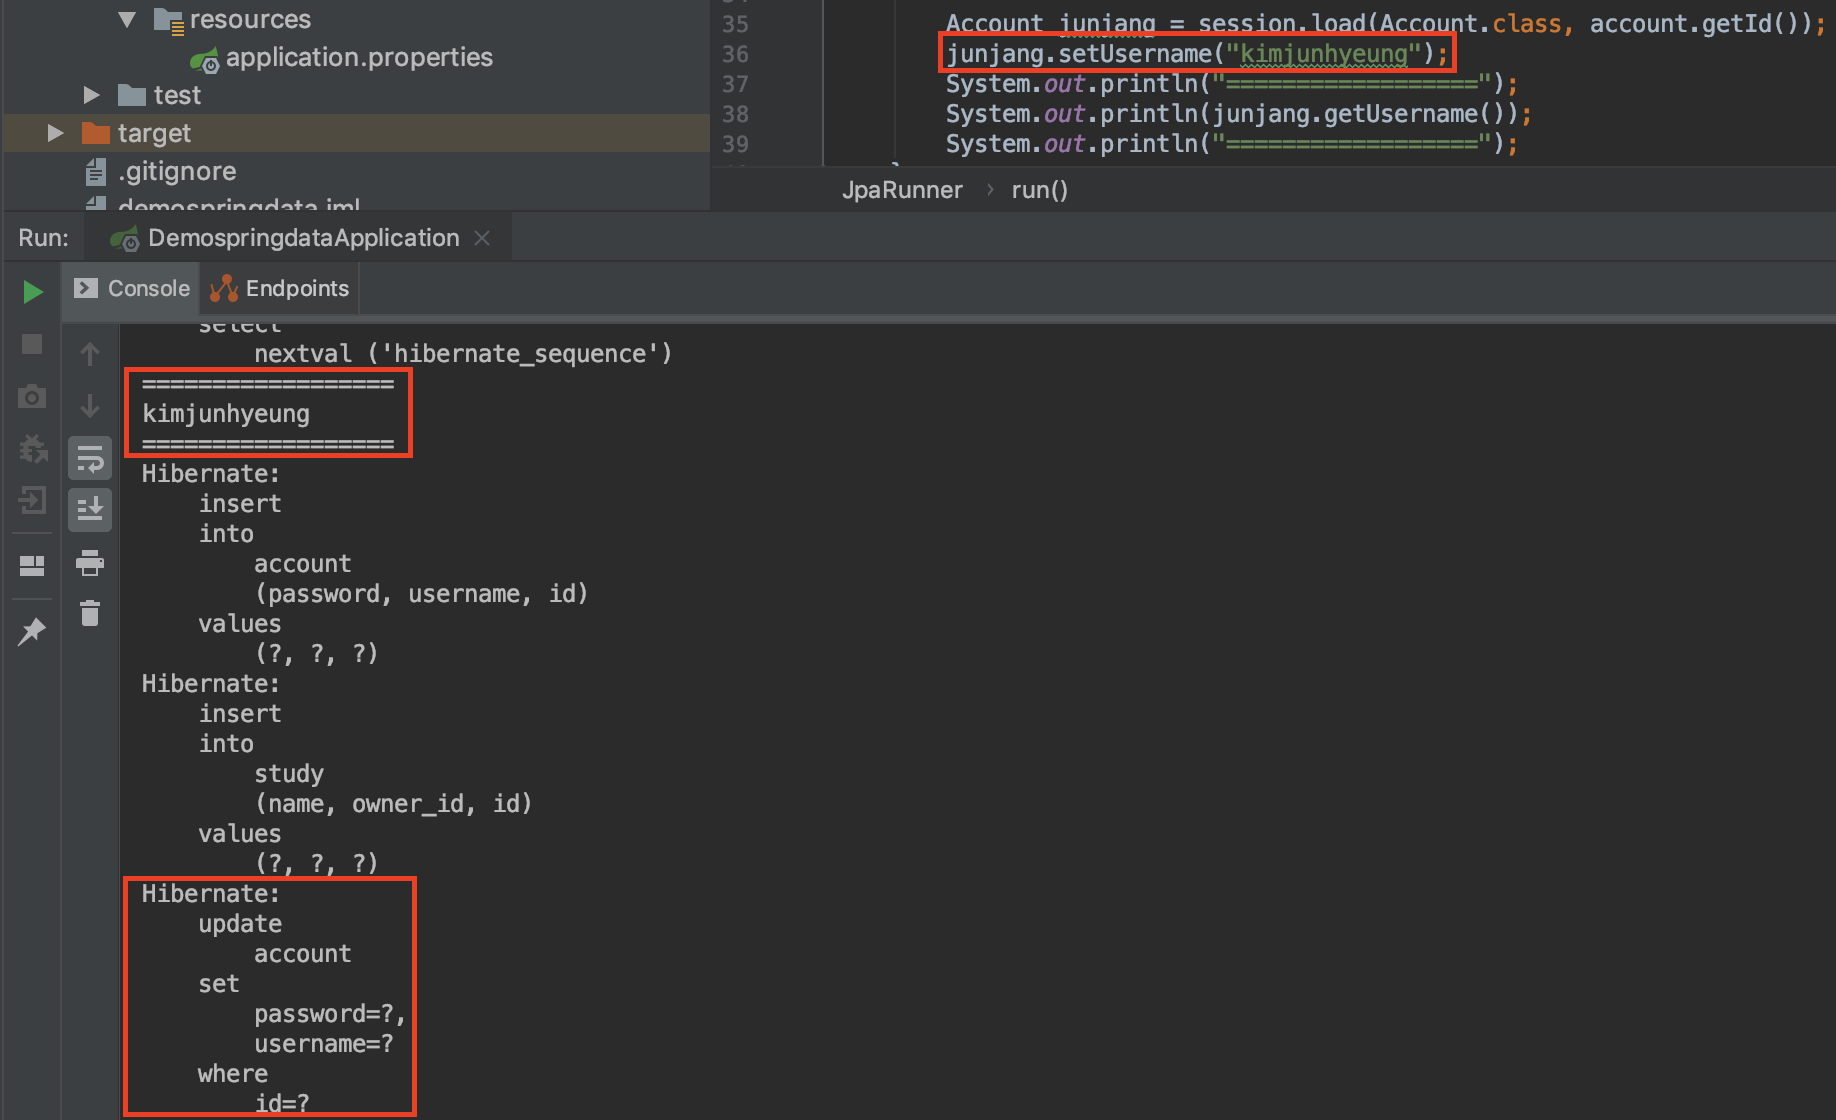 resources
application.properties
test
target
.gitignore
demospringdata.iml
35 Account junjang = session.load(Account.class, account.getId());
36 junjang.setUsername("kimjunhyeung");
37 System.out.println("==================");
38 System.out.println(junjang.getUsername());
39 System.out.println("==================");
JpaRunner › run()
Run: DemospringdataApplication
Console Endpoints
select
nextval ('hibernate_sequence')
==================
kimjunhyeung
==================
Hibernate:
insert
into
account
(password, username, id)
values
(?, ?, ?)
Hibernate:
insert
into
study
(name, owner_id, id)
values
(?, ?, ?)
Hibernate:
update
account
set
password=?,
username=?
where
id=?